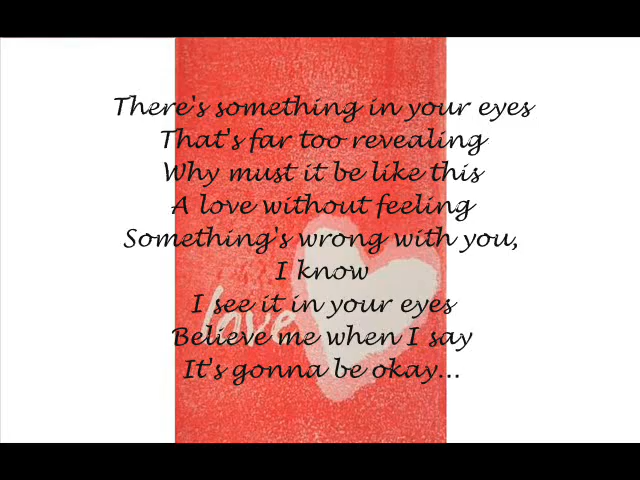 There's something in your eyes
That's far too revealing
Why must it be like this
A love without feeling
Something's wrong with you,
I know
I see it in your eyes
Believe me when I say
It's gonna be okay...
love